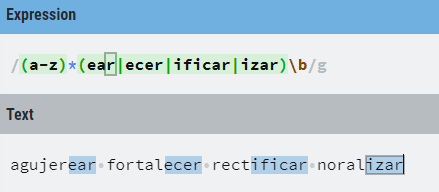 Expression
/(a-z)*(ear|ecer|ificar|izar)\b/g
Text
agujerear fortalecer rectificar noralizar